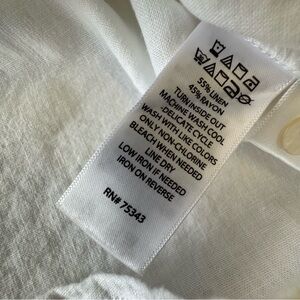 55% LINEN
45% RAYON
TURN INSIDE OUT
MACHINE WASH COOL
-DELICATE CYCLE
WASH WITH LIKE COLORS
ONLY NON-CHLORINE
BLEACH WHEN NEEDED
LINE DRY
LOW IRON IF NEEDED
IRON ON REVERSE
RN# 75343